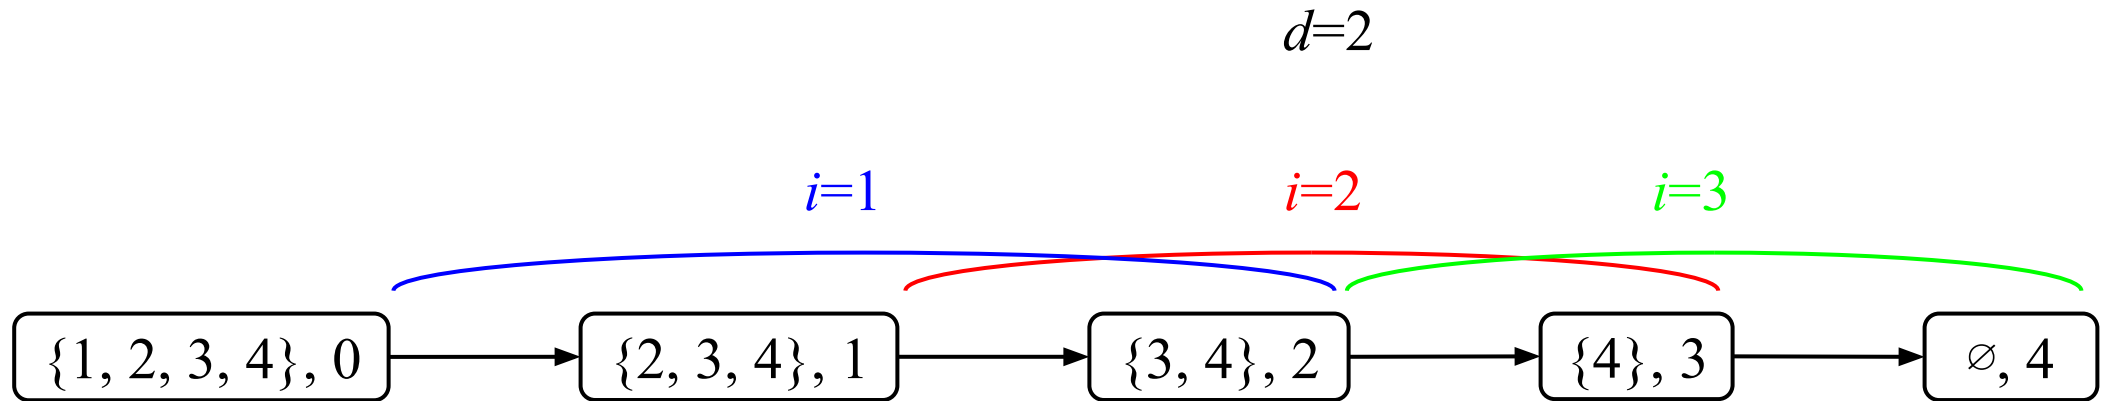 d=2
i=1 i=2 i=3
{1, 2, 3, 4}, 0 {2, 3, 4}, 1 {3, 4}, 2 {4}, 3 ∅, 4